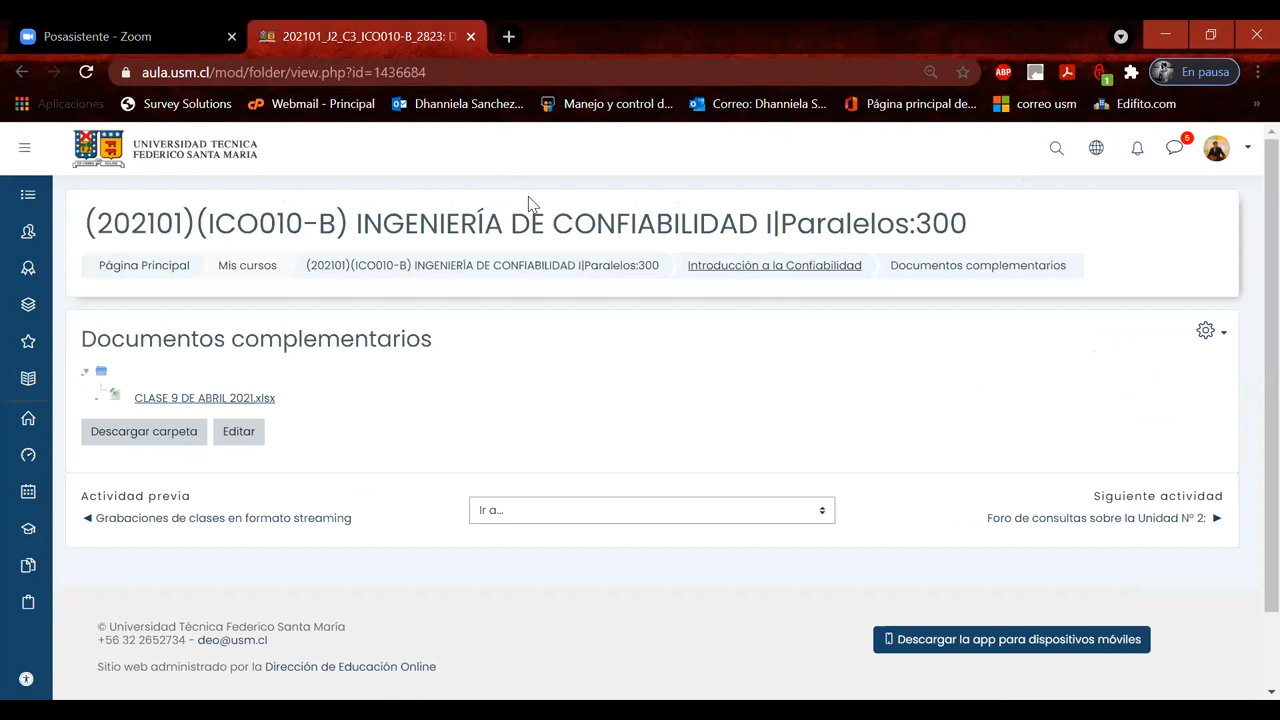 Posasistente - Zoom
202101_J2_C3_ICO010-B_2823: D
aula.usm.cl/mod/folder/view.php?id=1436684
ABP
1
En pausa
Aplicaciones
Survey Solutions
Webmail - Principal
Dhanniela Sanchez...
Manejo y control d...
Correo: Dhanniela S...
Página principal de...
correo usm
Edifito.com
»
UNIVERSIDAD TECNICA
FEDERICO SANTA MARIA
5
(202101)(ICO010-B) INGENIERÍA DE CONFIABILIDAD I|Paralelos:300
Página Principal
Mis cursos
(202101)(ICO010-B) INGENIERÍA DE CONFIABILIDAD I|Paralelos:300
Introducción a la Confiabilidad
Documentos complementarios
Documentos complementarios
CLASE 9 DE ABRIL 2021.xlsx
Descargar carpeta
Editar
Actividad previa
◀ Grabaciones de clases en formato streaming
Ir a...
Siguiente actividad
Foro de consultas sobre la Unidad Nº 2: ▶
© Universidad Técnica Federico Santa María
+56 32 2652734 - deo@usm.cl
Sitio web administrado por la Dirección de Educación Online
Descargar la app para dispositivos móviles